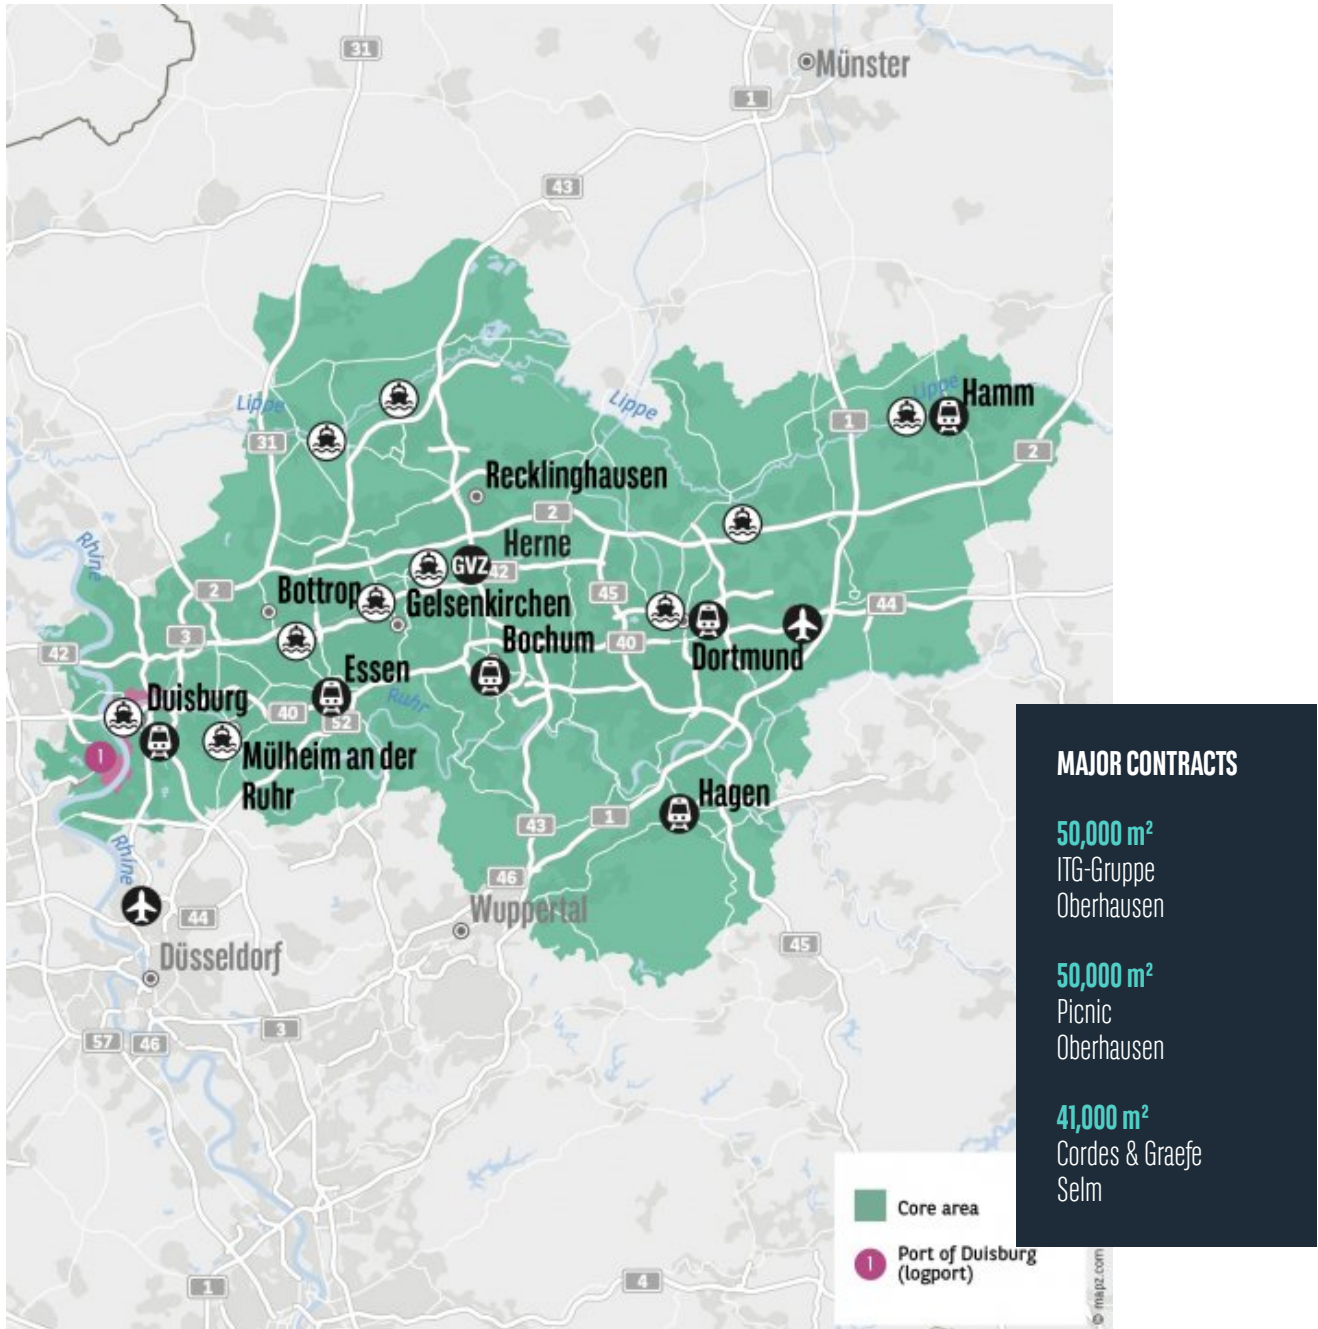 31
Münster
1
43
Lippe
Lippe
Lippe
Hamm
31
1
2
Recklinghausen
Rhine
2
Herne
GVZ
42
2
Bottrop
Gelsenkirchen
45
44
3
42
Bochum
40
Dortmund
Essen
Duisburg
Ruhr
40
52
1
Mülheim an der
Ruhr
Hagen
43
1
Rhine
46
44
Wuppertal
Düsseldorf
45
57
46
3
1
4
MAJOR CONTRACTS
50,000 m²
ITG-Gruppe
Oberhausen
50,000 m²
Picnic
Oberhausen
41,000 m²
Cordes & Graefe
Selm
Core area
1
Port of Duisburg
(logport)
© mapz.com